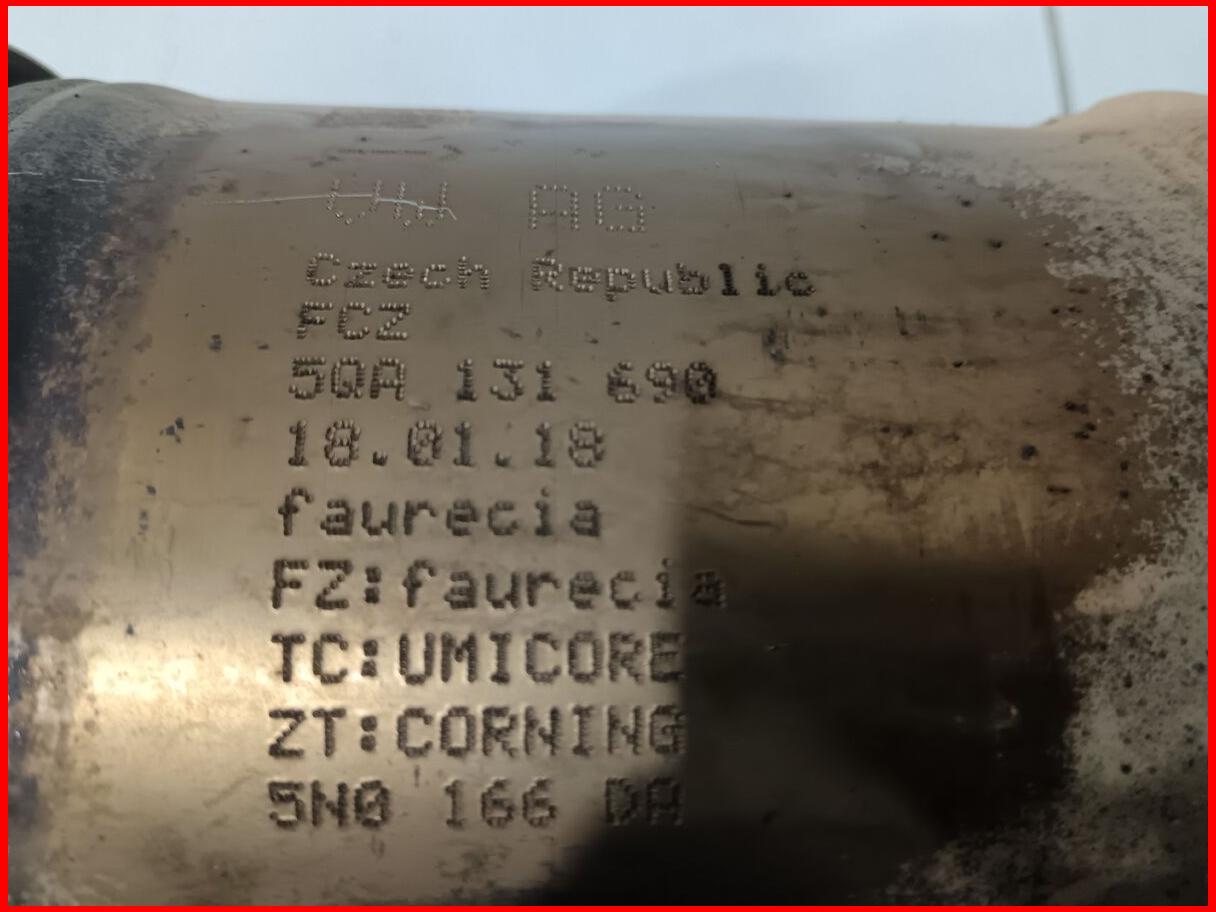 VW AG
Czech Republic
FCZ
5QA 131 690
18.01.18
faurecia
FZ:faurecia
TC:UMICORE
ZT:CORNING
5N0 166 DA